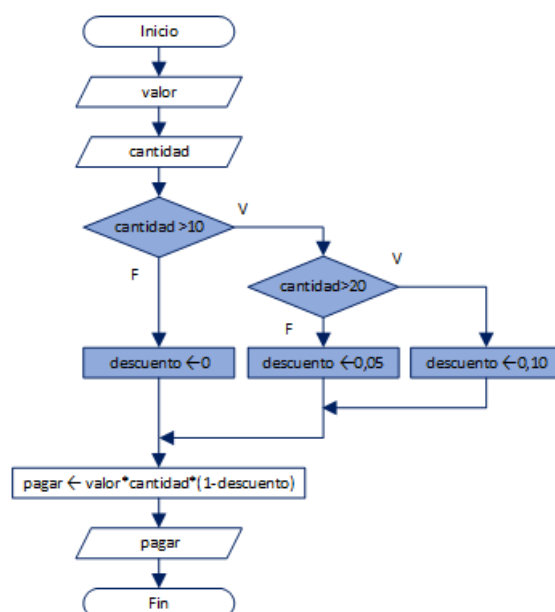 Inicio
valor
cantidad
cantidad >10
V
F
cantidad>20
V
F
descuento ←0
descuento ←0,05
descuento ←0,10
pagar ← valor*cantidad*(1-descuento)
pagar
Fin